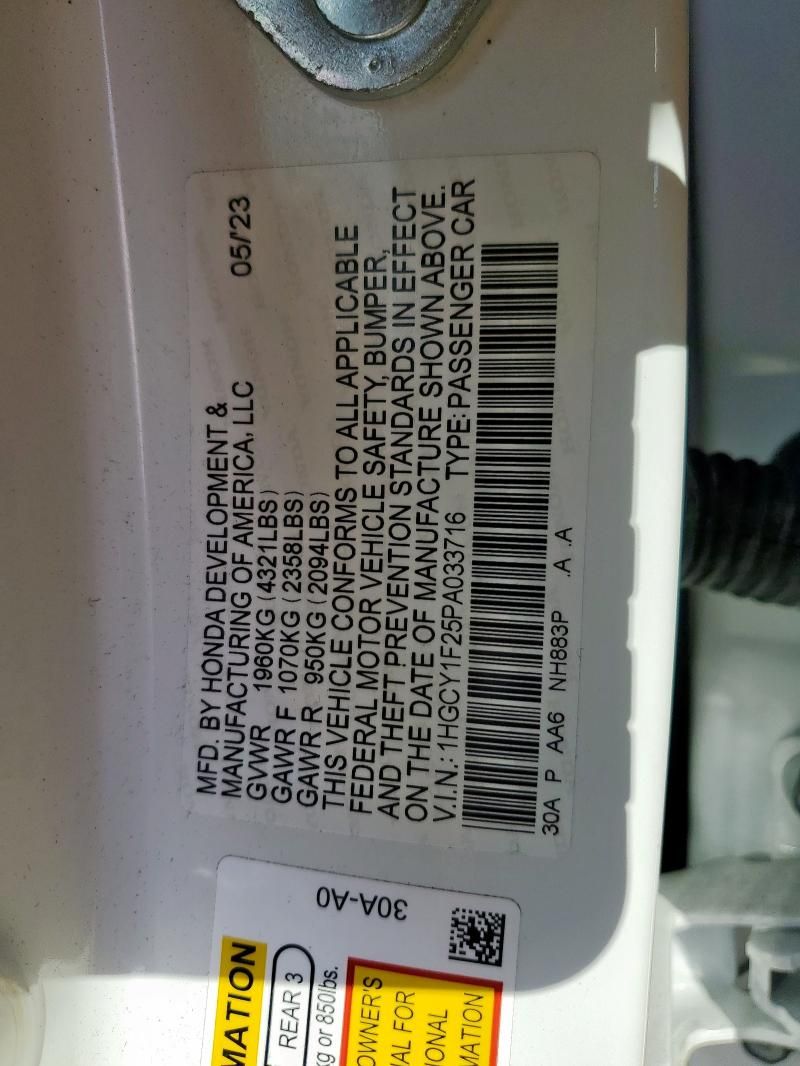 MFD. BY HONDA DEVELOPMENT &
MANUFACTURING OF AMERICA, LLC 05/'23
GVWR 1960KG (4321LBS)
GAWR F 1070KG (2358LBS)
GAWR R 950KG (2094LBS)
THIS VEHICLE CONFORMS TO ALL APPLICABLE
FEDERAL MOTOR VEHICLE SAFETY, BUMPER,
AND THEFT PREVENTION STANDARDS IN EFFECT
ON THE DATE OF MANUFACTURE SHOWN ABOVE.
V.I.N.: 1HGCY1F25PA033716 TYPE: PASSENGER CAR
30A P AA6 NH883P .A .A
30A-A0
MATION
REAR 3
kg or 850lbs.
OWNER'S
AL FOR
IONAL
MATION